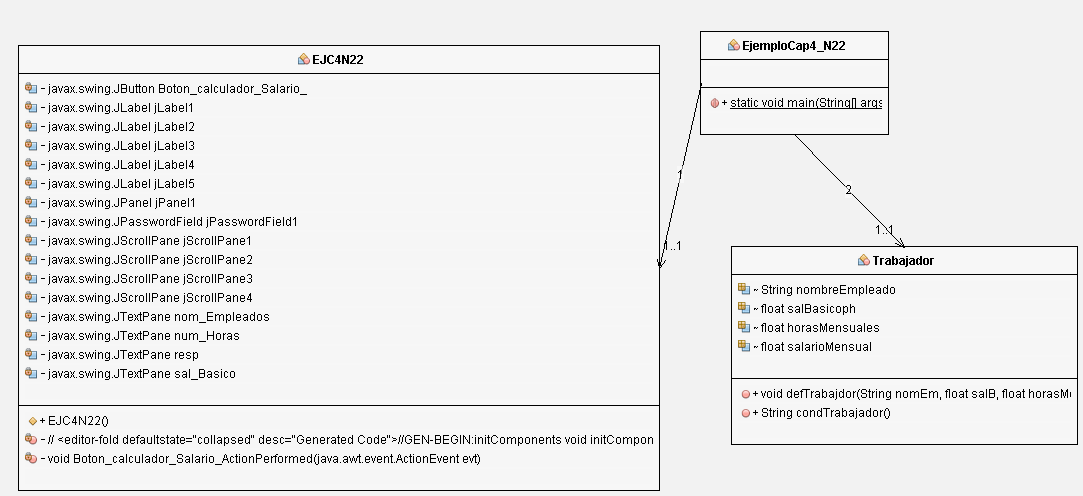 EJC4N22
- javax.swing.JButton Boton_calculador_Salario_
- javax.swing.JLabel jLabel1
- javax.swing.JLabel jLabel2
- javax.swing.JLabel jLabel3
- javax.swing.JLabel jLabel4
- javax.swing.JLabel jLabel5
- javax.swing.JPanel jPanel1
- javax.swing.JPasswordField jPasswordField1
- javax.swing.JScrollPane jScrollPane1
- javax.swing.JScrollPane jScrollPane2
- javax.swing.JScrollPane jScrollPane3
- javax.swing.JScrollPane jScrollPane4
- javax.swing.JTextPane nom_Empleados
- javax.swing.JTextPane num_Horas
- javax.swing.JTextPane resp
- javax.swing.JTextPane sal_Basico
+ EJC4N22()
- // <editor-fold defaultstate="collapsed" desc="Generated Code">//GEN-BEGIN:initComponents void initCompon
- void Boton_calculador_Salario_ActionPerformed(java.awt.event.ActionEvent evt)
EjemploCap4_N22
+ static void main(String[] args
1
1..1
2
1..1
Trabajador
~ String nombreEmpleado
~ float salBasicoph
~ float horasMensuales
~ float salarioMensual
+ void defTrabajdor(String nomEm, float salB, float horasM
+ String condTrabajador()